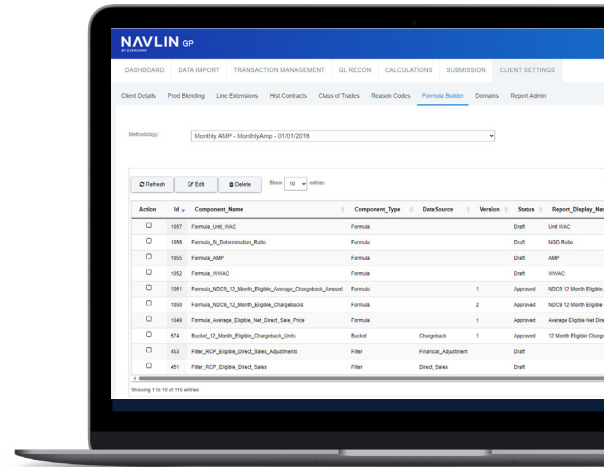 NAVLIN GP
BY EVERSANA
DASHBOARD DATA IMPORT TRANSACTION MANAGEMENT GL RECON CALCULATIONS SUBMISSION CLIENT SETTINGS
Client Details Prod Blending Line Extensions Hist Contracts Class of Trades Reason Codes Formula Builder Domains Report Admin
Methodology: Monthly AMP - MonthlyAmp - 01/01/2016
Refresh Edit Delete Show 10 entries
Action Id Component_Name Component_Type DataSource Version Status Report_Display_Nam
1057 Formula_Unit_WAC Formula Draft Unit WAC
1056 Formula_5i_Determination_Ratio Formula Draft NGD Ratio
1055 Formula_AMP Formula Draft AMP
1052 Formula_WWAC Formula Draft WWAC
1051 Formula_NDC9_12_Month_Eligible_Average_Chargeback_Amount Formula 1 Approved NDC9 12 Month Eligible
1050 Formula_NDC9_12_Month_Eligible_Chargebacks Formula 2 Approved NDC9 12 Month Eligible
1049 Formula_Average_Eligible_Net_Direct_Sale_Price Formula 1 Approved Average Eligible Net Dire
574 Bucket_12_Month_Eligible_Chargeback_Units Bucket Chargeback 1 Approved 12 Month Eligible Charge
453 Filter_RCP_Eligible_Direct_Sales_Adjustments Filter Financial_Adjustment Draft
451 Filter_RCP_Eligible_Direct_Sales Filter Direct_Sales Draft
Showing 1 to 10 of 116 entries